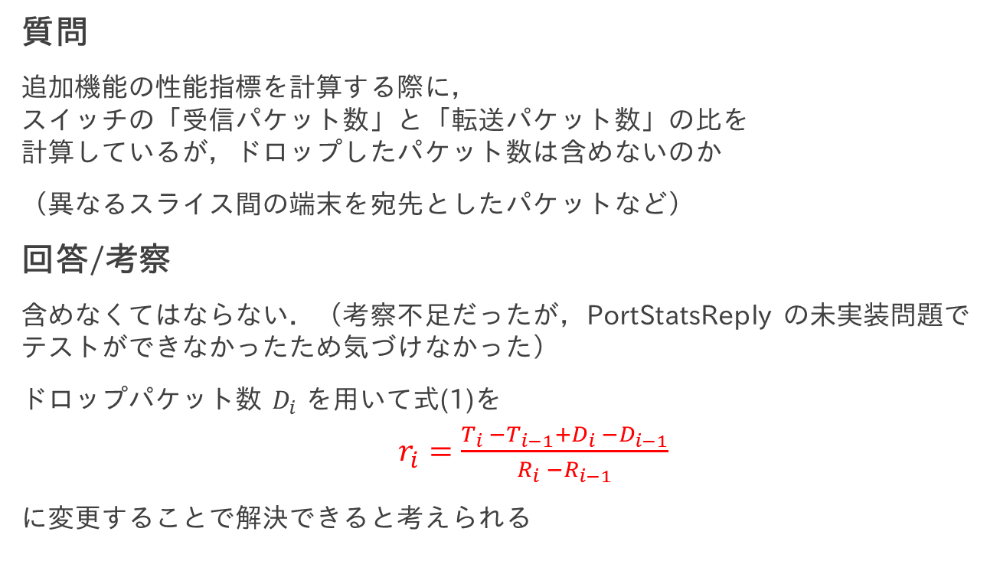 質問
追加機能の性能指標を計算する際に，
スイッチの「受信パケット数」と「転送パケット数」の比を
計算しているが，ドロップしたパケット数は含めないのか
（異なるスライス間の端末を宛先としたパケットなど）
回答/考察
含めなくてはならない．（考察不足だったが，PortStatsReply の未実装問題で
テストができなかったため気づけなかった）
ドロップパケット数 D_i を用いて式(1)を
r_i = \frac{T_i - T_{i-1} + D_i - D_{i-1}}{R_i - R_{i-1}}
に変更することで解決できると考えられる